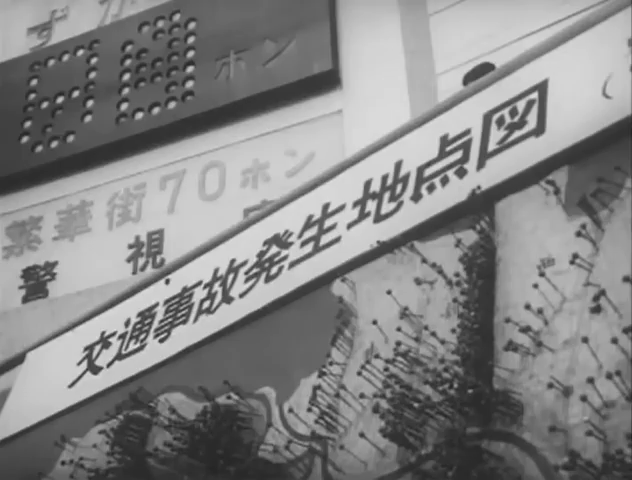 ずか
ホン
繁華街70ホン
警視
交通事故発生地点図